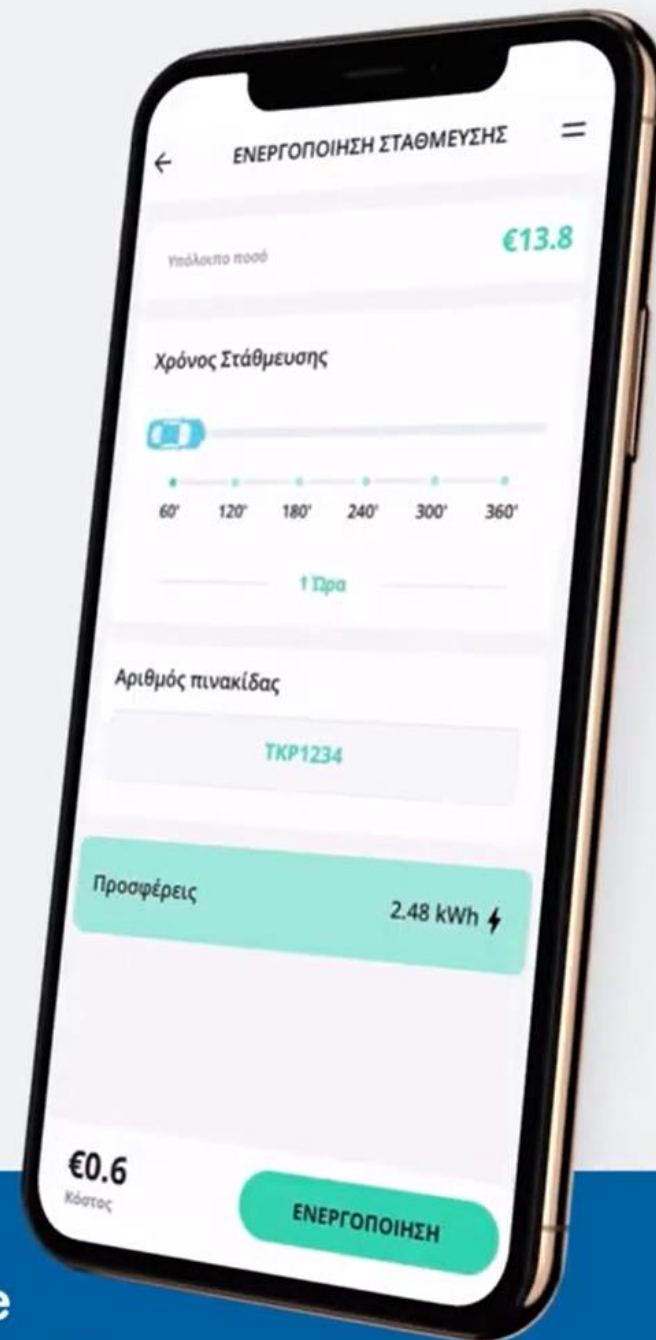 ΕΝΕΡΓΟΠΟΙΗΣΗ ΣΤΑΘΜΕΥΣΗΣ
Υπόλοιπο ποσό €13.8
Χρόνος Στάθμευσης
60' 120' 180' 240' 300' 360'
1 Ώρα
Αριθμός πινακίδας
TKP1234
Προσφέρεις 2.48 kWh
€0.6
Κόστος
ΕΝΕΡΓΟΠΟΙΗΣΗ
e